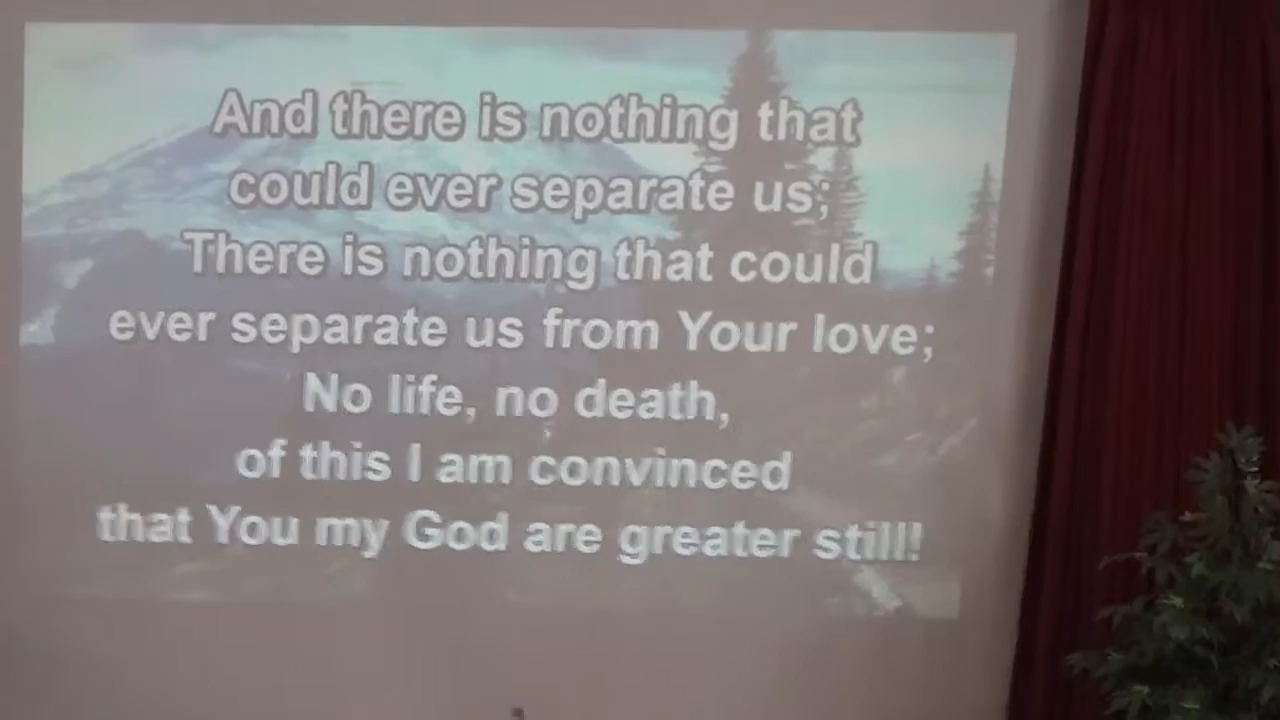 And there is nothing that
could ever separate us;
There is nothing that could
ever separate us from Your love;
No life, no death,
of this I am convinced
that You my God are greater still!